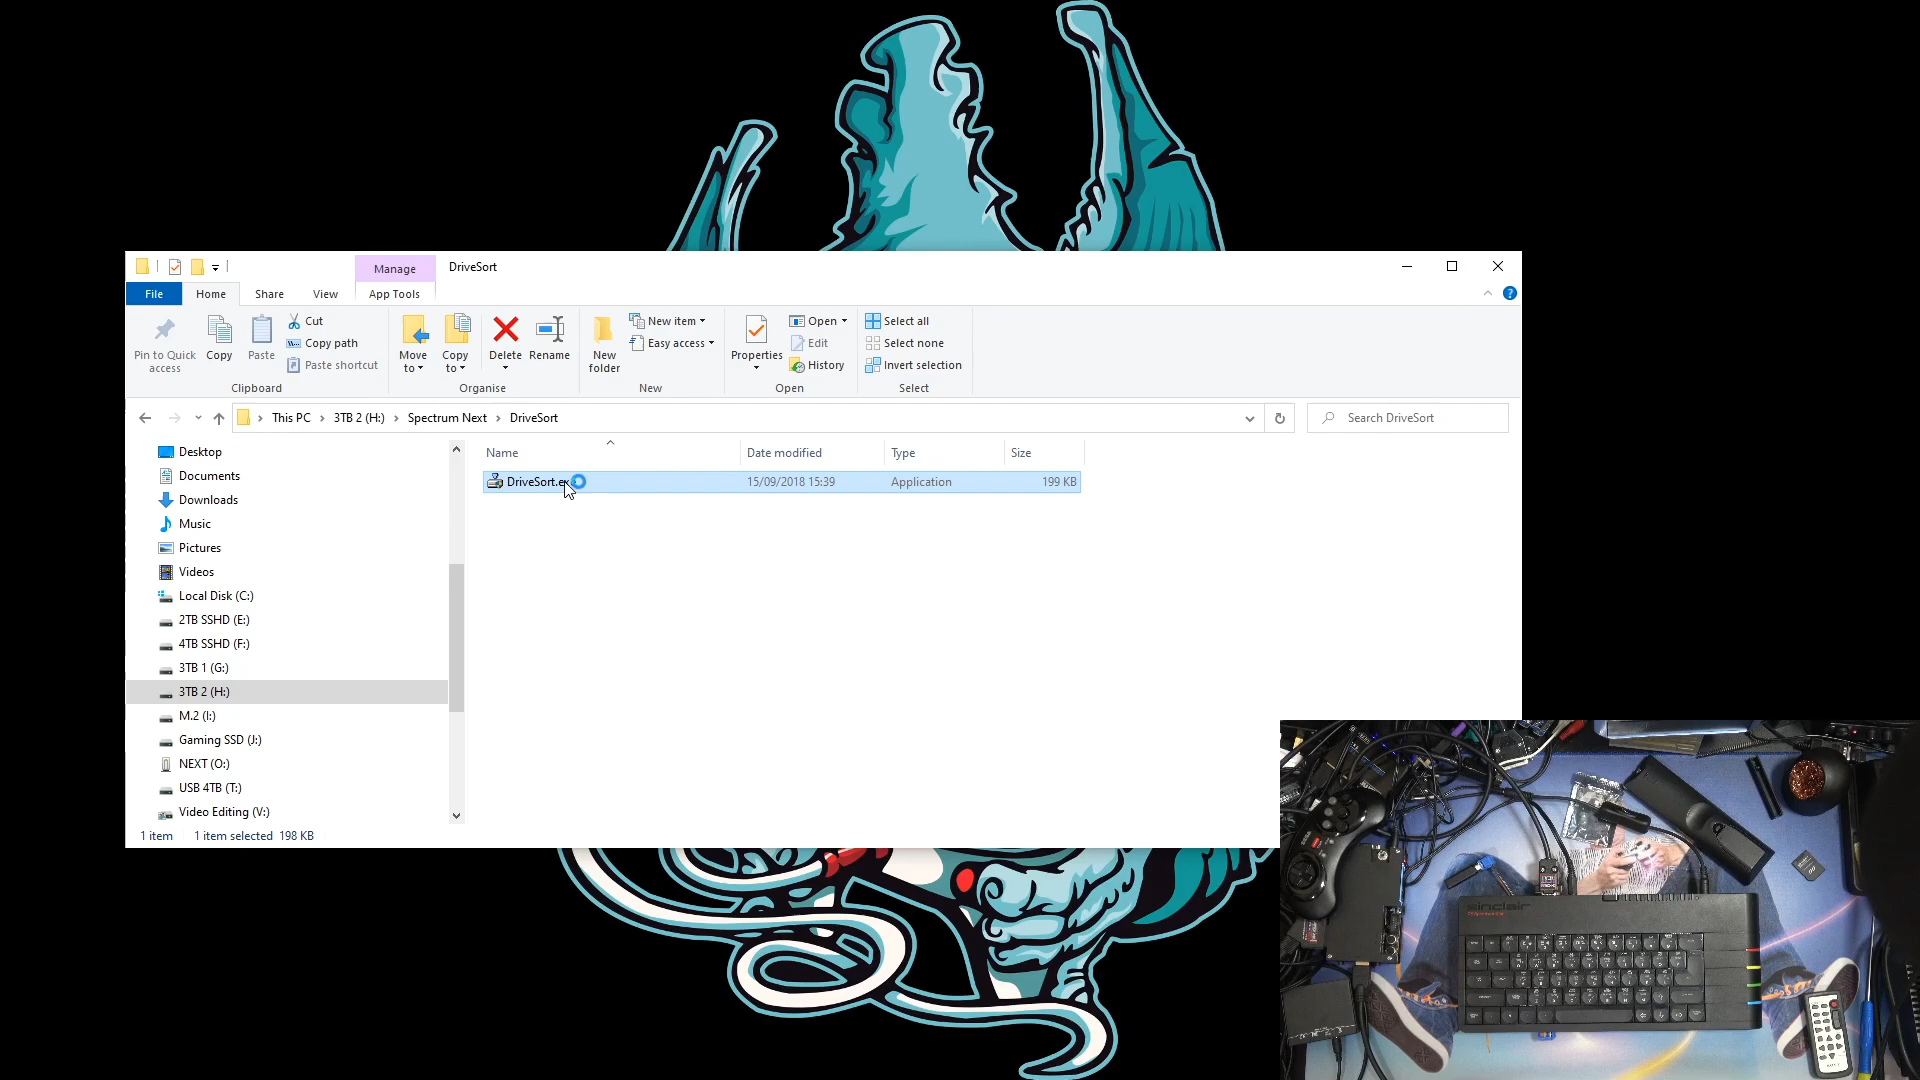 Manage
DriveSort
File
Home
Share
View
App Tools
Pin to Quick
access
Copy
Paste
Cut
Copy path
Paste shortcut
Clipboard
Move
to
Copy
to
Delete
Rename
Organise
New
folder
New item
Easy access
New
Properties
Open
Edit
History
Open
Select all
Select none
Invert selection
Select
This PC
3TB 2 (H:)
Spectrum Next
DriveSort
Search DriveSort
Desktop
Documents
Downloads
Music
Pictures
Videos
Local Disk (C:)
2TB SSHD (E:)
4TB SSHD (F:)
3TB 1 (G:)
3TB 2 (H:)
M.2 (I:)
Gaming SSD (J:)
NEXT (O:)
USB 4TB (T:)
Video Editing (V:)
Name
Date modified
Type
Size
DriveSort.ex
15/09/2018 15:39
Application
199 KB
1 item
1 item selected 198 KB
sinclair